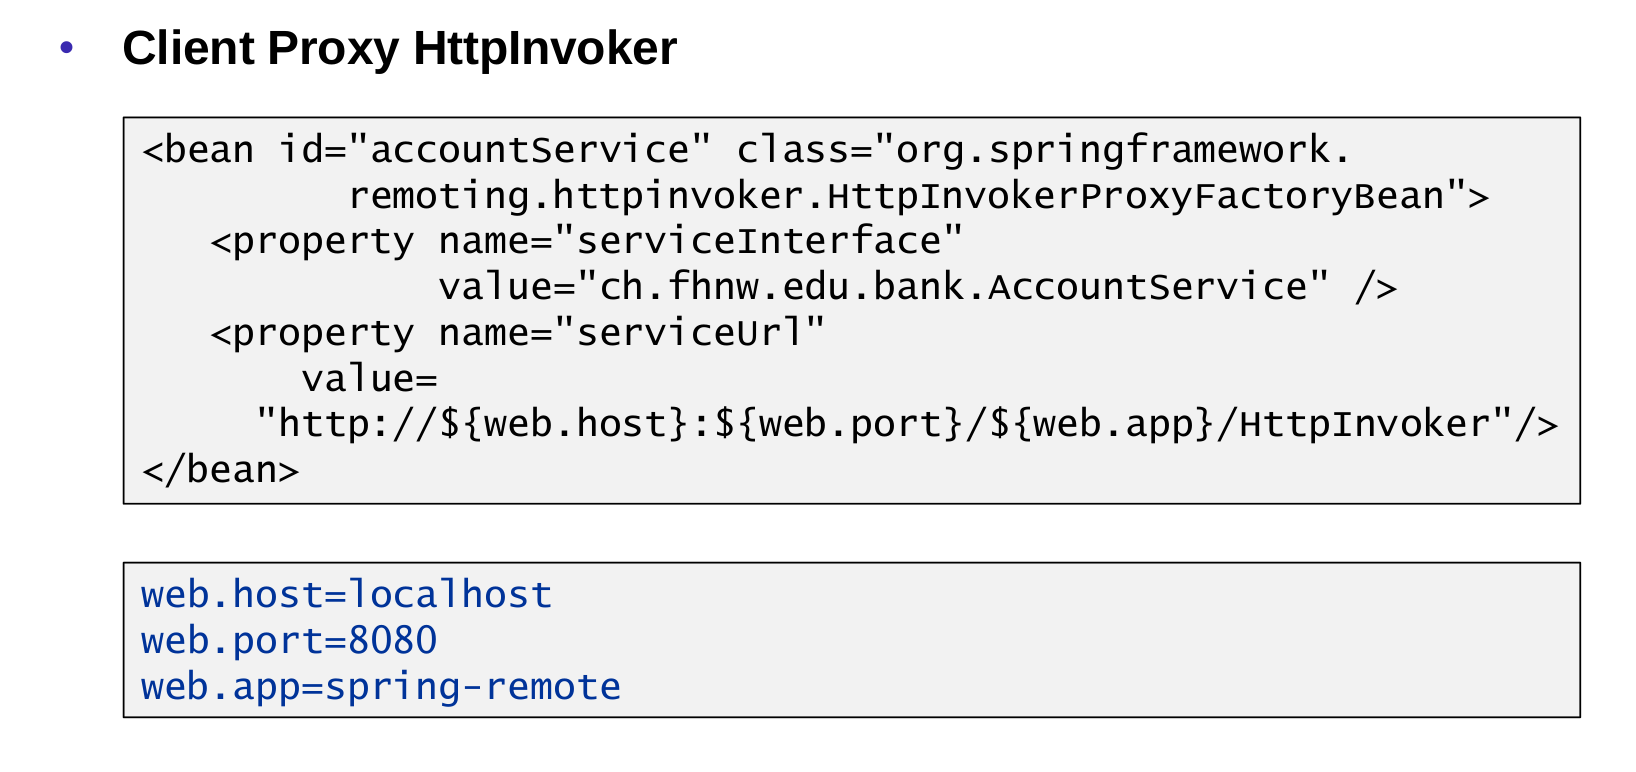 • Client Proxy HttpInvoker
<bean id="accountService" class="org.springframework.
remoting.httpinvoker.HttpInvokerProxyFactoryBean">
<property name="serviceInterface"
value="ch.fhnw.edu.bank.AccountService" />
<property name="serviceUrl"
value=
"http://${web.host}:${web.port}/${web.app}/HttpInvoker"/>
</bean>
web.host=localhost
web.port=8080
web.app=spring-remote